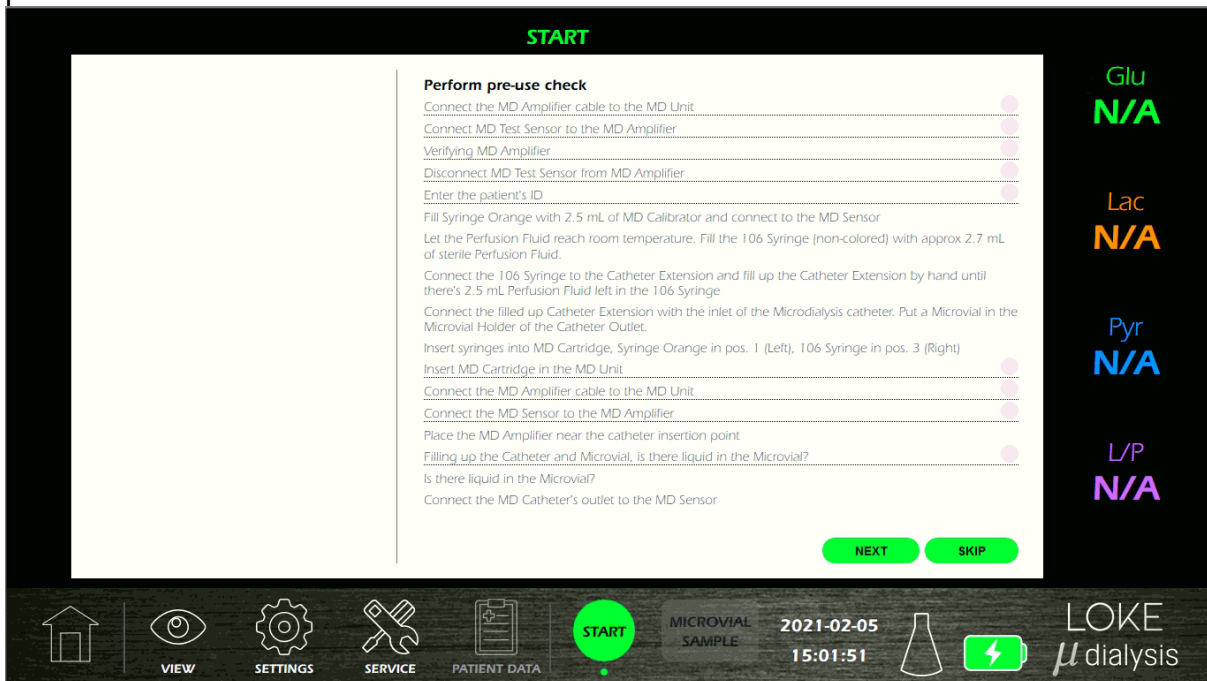 START
Perform pre-use check
Connect the MD Amplifier cable to the MD Unit
Connect MD Test Sensor to the MD Amplifier
Verifying MD Amplifier
Disconnect MD Test Sensor from MD Amplifier
Enter the patient's ID
Fill Syringe Orange with 2.5 mL of MD Calibrator and connect to the MD Sensor
Let the Perfusion Fluid reach room temperature. Fill the 106 Syringe (non-colored) with approx 2.7 mL
of sterile Perfusion Fluid.
Connect the 106 Syringe to the Catheter Extension and fill up the Catheter Extension by hand until
there's 2.5 mL Perfusion Fluid left in the 106 Syringe
Connect the filled up Catheter Extension with the inlet of the Microdialysis catheter. Put a Microvial in the
Microvial Holder of the Catheter Outlet.
Insert syringes into MD Cartridge, Syringe Orange in pos. 1 (Left), 106 Syringe in pos. 3 (Right)
Insert MD Cartridge in the MD Unit
Connect the MD Amplifier cable to the MD Unit
Connect the MD Sensor to the MD Amplifier
Place the MD Amplifier near the catheter insertion point
Filling up the Catheter and Microvial, is there liquid in the Microvial?
Is there liquid in the Microvial?
Connect the MD Catheter's outlet to the MD Sensor
NEXT
SKIP
Glu
N/A
Lac
N/A
Pyr
N/A
L/P
N/A
VIEW
SETTINGS
SERVICE
PATIENT DATA
START
MICROVIAL
SAMPLE
2021-02-05
15:01:51
LOKE
μ dialysis